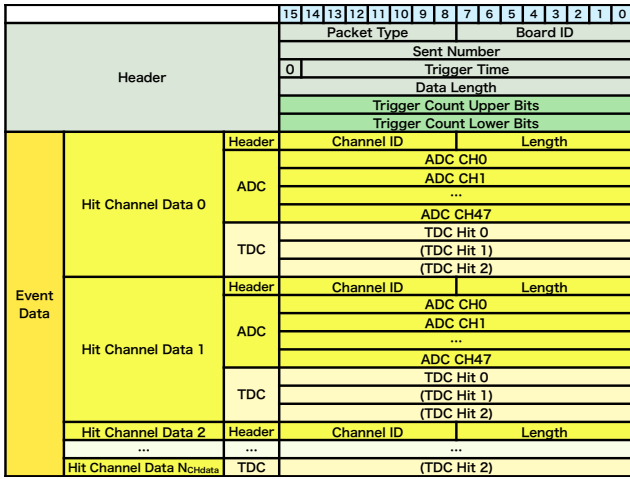 15 14 13 12 11 10 9 8 7 6 5 4 3 2 1 0
Header
Packet Type Board ID
Sent Number
0 Trigger Time
Data Length
Trigger Count Upper Bits
Trigger Count Lower Bits
Event
Data
Hit Channel Data 0
Header Channel ID Length
ADC
ADC CH0
ADC CH1
...
ADC CH47
TDC
TDC Hit 0
(TDC Hit 1)
(TDC Hit 2)
Hit Channel Data 1
Header Channel ID Length
ADC
ADC CH0
ADC CH1
...
ADC CH47
TDC
TDC Hit 0
(TDC Hit 1)
(TDC Hit 2)
Hit Channel Data 2 Header Channel ID Length
... ... ...
Hit Channel Data NCHdata TDC (TDC Hit 2)